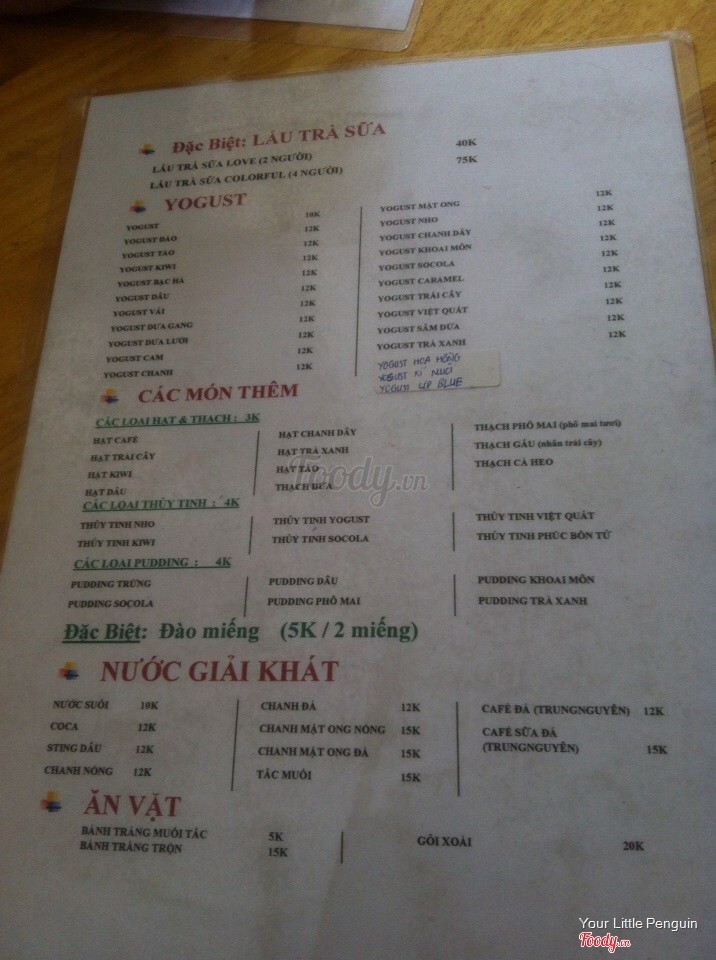 Đặc Biệt: LẨU TRÀ SỮA
LẨU TRÀ SỮA LOVE (2 NGƯỜI) 40K
LẨU TRÀ SỮA COLORFUL (4 NGƯỜI) 75K
YOGUST
YOGUST 10K
YOGUST ĐÀO 12K
YOGUST TÁO 12K
YOGUST KIWI 12K
YOGUST BẠC HÀ 12K
YOGUST DÂU 12K
YOGUST VẢI 12K
YOGUST DƯA GANG 12K
YOGUST DƯA LƯỚI 12K
YOGUST CAM 12K
YOGUST CHANH 12K
YOGUST MẬT ONG 12K
YOGUST NHO 12K
YOGUST CHANH DÂY 12K
YOGUST KHOAI MÔN 12K
YOGUST SOCOLA 12K
YOGUST CARAMEL 12K
YOGUST TRÁI CÂY 12K
YOGUST VIỆT QUẤT 12K
YOGUST SÂM DỨA 12K
YOGUST TRÀ XANH 12K
YOGUST HOA HỒNG
YOGUST XÍ MUỘI
YOGUST BLUE
CÁC MÓN THÊM
CÁC LOẠI HẠT & THẠCH : 3K
HẠT CAFÉ
HẠT TRÁI CÂY
HẠT KIWI
HẠT DÂU
HẠT CHANH DÂY
HẠT TRÀ XANH
HẠT TÁO
THẠCH DỪA
THẠCH PHÔ MAI (phô mai tươi)
THẠCH GẤU (nhân trái cây)
THẠCH CÁ HEO
CÁC LOẠI THỦY TINH : 4K
THỦY TINH NHO
THỦY TINH KIWI
THỦY TINH YOGUST
THỦY TINH SOCOLA
THỦY TINH VIỆT QUẤT
THỦY TINH PHÚC BỒN TỬ
CÁC LOẠI PUDDING : 4K
PUDDING TRỨNG
PUDDING SOCOLA
PUDDING DÂU
PUDDING PHÔ MAI
PUDDING KHOAI MÔN
PUDDING TRÀ XANH
Đặc Biệt: Đào miếng (5K / 2 miếng)
NƯỚC GIẢI KHÁT
NƯỚC SUỐI 10K
COCA 12K
STING DÂU 12K
CHANH NÓNG 12K
CHANH ĐÁ 12K
CHANH MẬT ONG NÓNG 15K
CHANH MẬT ONG ĐÁ 15K
TẮC MUỐI 15K
CAFÉ ĐÁ (TRUNGNGUYÊN) 12K
CAFÉ SỮA ĐÁ
(TRUNGNGUYÊN) 15K
ĂN VẶT
BÁNH TRÁNG MUỐI TẮC 5K
BÁNH TRÁNG TRỘN 15K
GỎI XOÀI 20K
Foody.vn
Your Little Penguin
Foody.vn